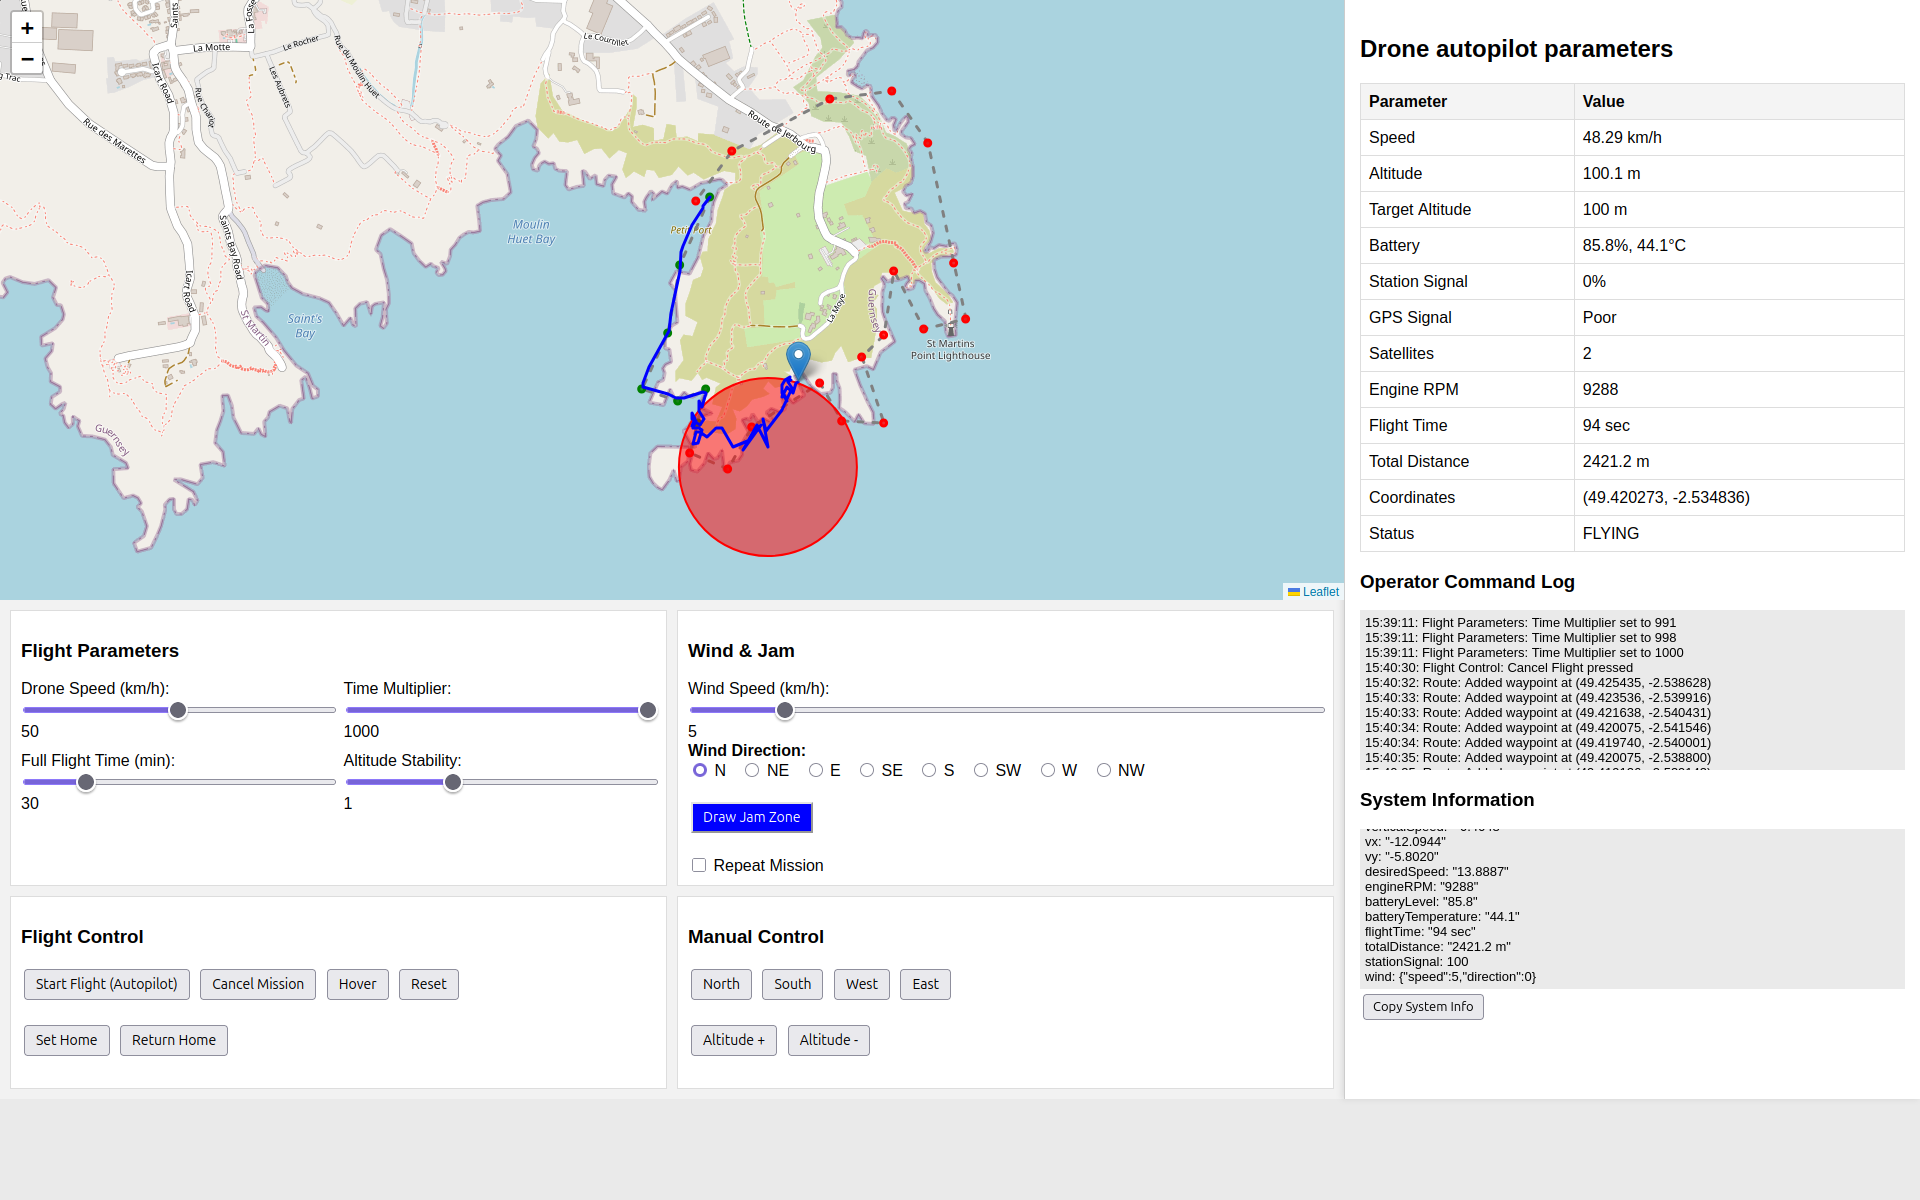 +
−
La Motte
Saints
La Fosse
Le Rocher
Rue du Moulin Huet
Les Aubrets
Icart Road
Rue Charlot
Rue des Marettes
Saints Bay Road
Icart Road
St Martin
Guernsey
Saint's
Bay
Moulin
Huet Bay
Le Courtillet
Route de Jerbourg
La Moye
Guernsey
St Martins
Point Lighthouse
Leaflet
Flight Parameters
Drone Speed (km/h):
50
Time Multiplier:
1000
Full Flight Time (min):
30
Altitude Stability:
1
Wind & Jam
Wind Speed (km/h):
5
Wind Direction:
N NE E SE S SW W NW
Draw Jam Zone
Repeat Mission
Flight Control
Start Flight (Autopilot) Cancel Mission Hover Reset
Set Home Return Home
Manual Control
North South West East
Altitude + Altitude -
Drone autopilot parameters
Parameter Value
Speed 48.29 km/h
Altitude 100.1 m
Target Altitude 100 m
Battery 85.8%, 44.1°C
Station Signal 0%
GPS Signal Poor
Satellites 2
Engine RPM 9288
Flight Time 94 sec
Total Distance 2421.2 m
Coordinates (49.420273, -2.534836)
Status FLYING
Operator Command Log
15:39:11: Flight Parameters: Time Multiplier set to 991
15:39:11: Flight Parameters: Time Multiplier set to 998
15:39:11: Flight Parameters: Time Multiplier set to 1000
15:40:30: Flight Control: Cancel Flight pressed
15:40:32: Route: Added waypoint at (49.425435, -2.538628)
15:40:33: Route: Added waypoint at (49.423536, -2.539916)
15:40:33: Route: Added waypoint at (49.421638, -2.540431)
15:40:34: Route: Added waypoint at (49.420075, -2.541546)
15:40:34: Route: Added waypoint at (49.419740, -2.540001)
15:40:35: Route: Added waypoint at (49.420075, -2.538800)
System Information
vx: "-12.0944"
vy: "-5.8020"
desiredSpeed: "13.8887"
engineRPM: "9288"
batteryLevel: "85.8"
batteryTemperature: "44.1"
flightTime: "94 sec"
totalDistance: "2421.2 m"
stationSignal: 100
wind: {"speed":5,"direction":0}
Copy System Info